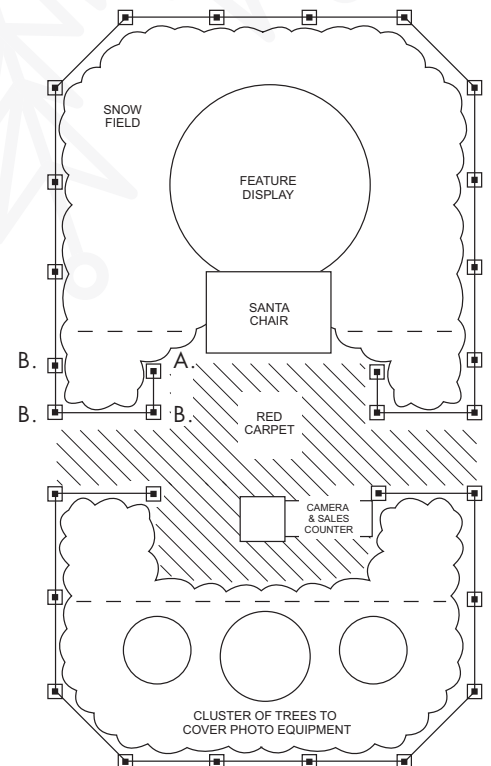 SNOW
FIELD
FEATURE
DISPLAY
SANTA
CHAIR
B. A.
B. B.
RED
CARPET
CAMERA
& SALES
COUNTER
CLUSTER OF TREES TO
COVER PHOTO EQUIPMENT